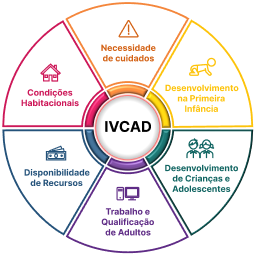 Necessidade
de cuidados
Desenvolvimento
na Primeira
Infância
Desenvolvimento
de Crianças e
Adolescentes
Trabalho e
Qualificação
de Adultos
Disponibilidade
de Recursos
Condições
Habitacionais
IVCAD